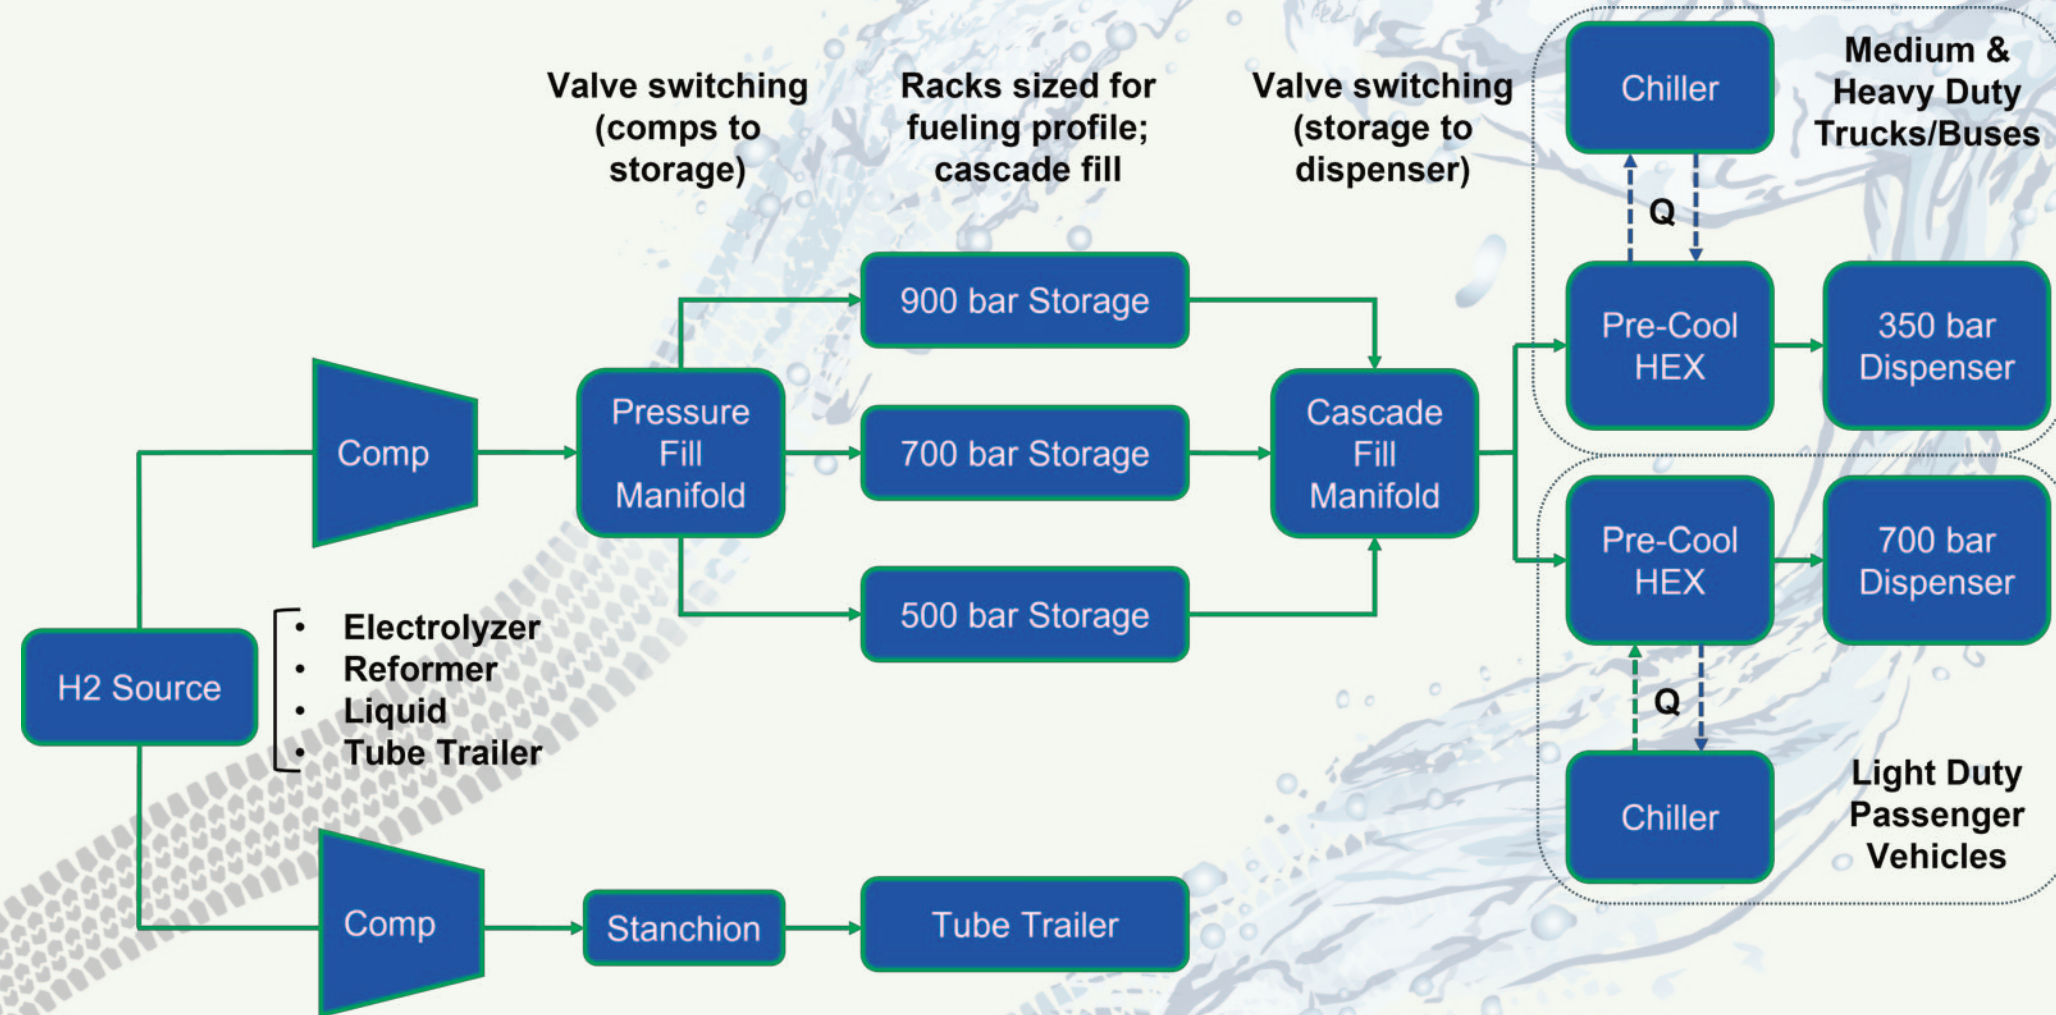 Valve switching
(comps to
storage)
Racks sized for
fueling profile;
cascade fill
Valve switching
(storage to
dispenser)
Chiller
Medium &
Heavy Duty
Trucks/Buses
Q
900 bar Storage
Pre-Cool
HEX
350 bar
Dispenser
Comp
Pressure
Fill
Manifold
700 bar Storage
Cascade
Fill
Manifold
500 bar Storage
Pre-Cool
HEX
700 bar
Dispenser
H2 Source
• Electrolyzer
• Reformer
• Liquid
• Tube Trailer
Q
Chiller
Light Duty
Passenger
Vehicles
Comp
Stanchion
Tube Trailer